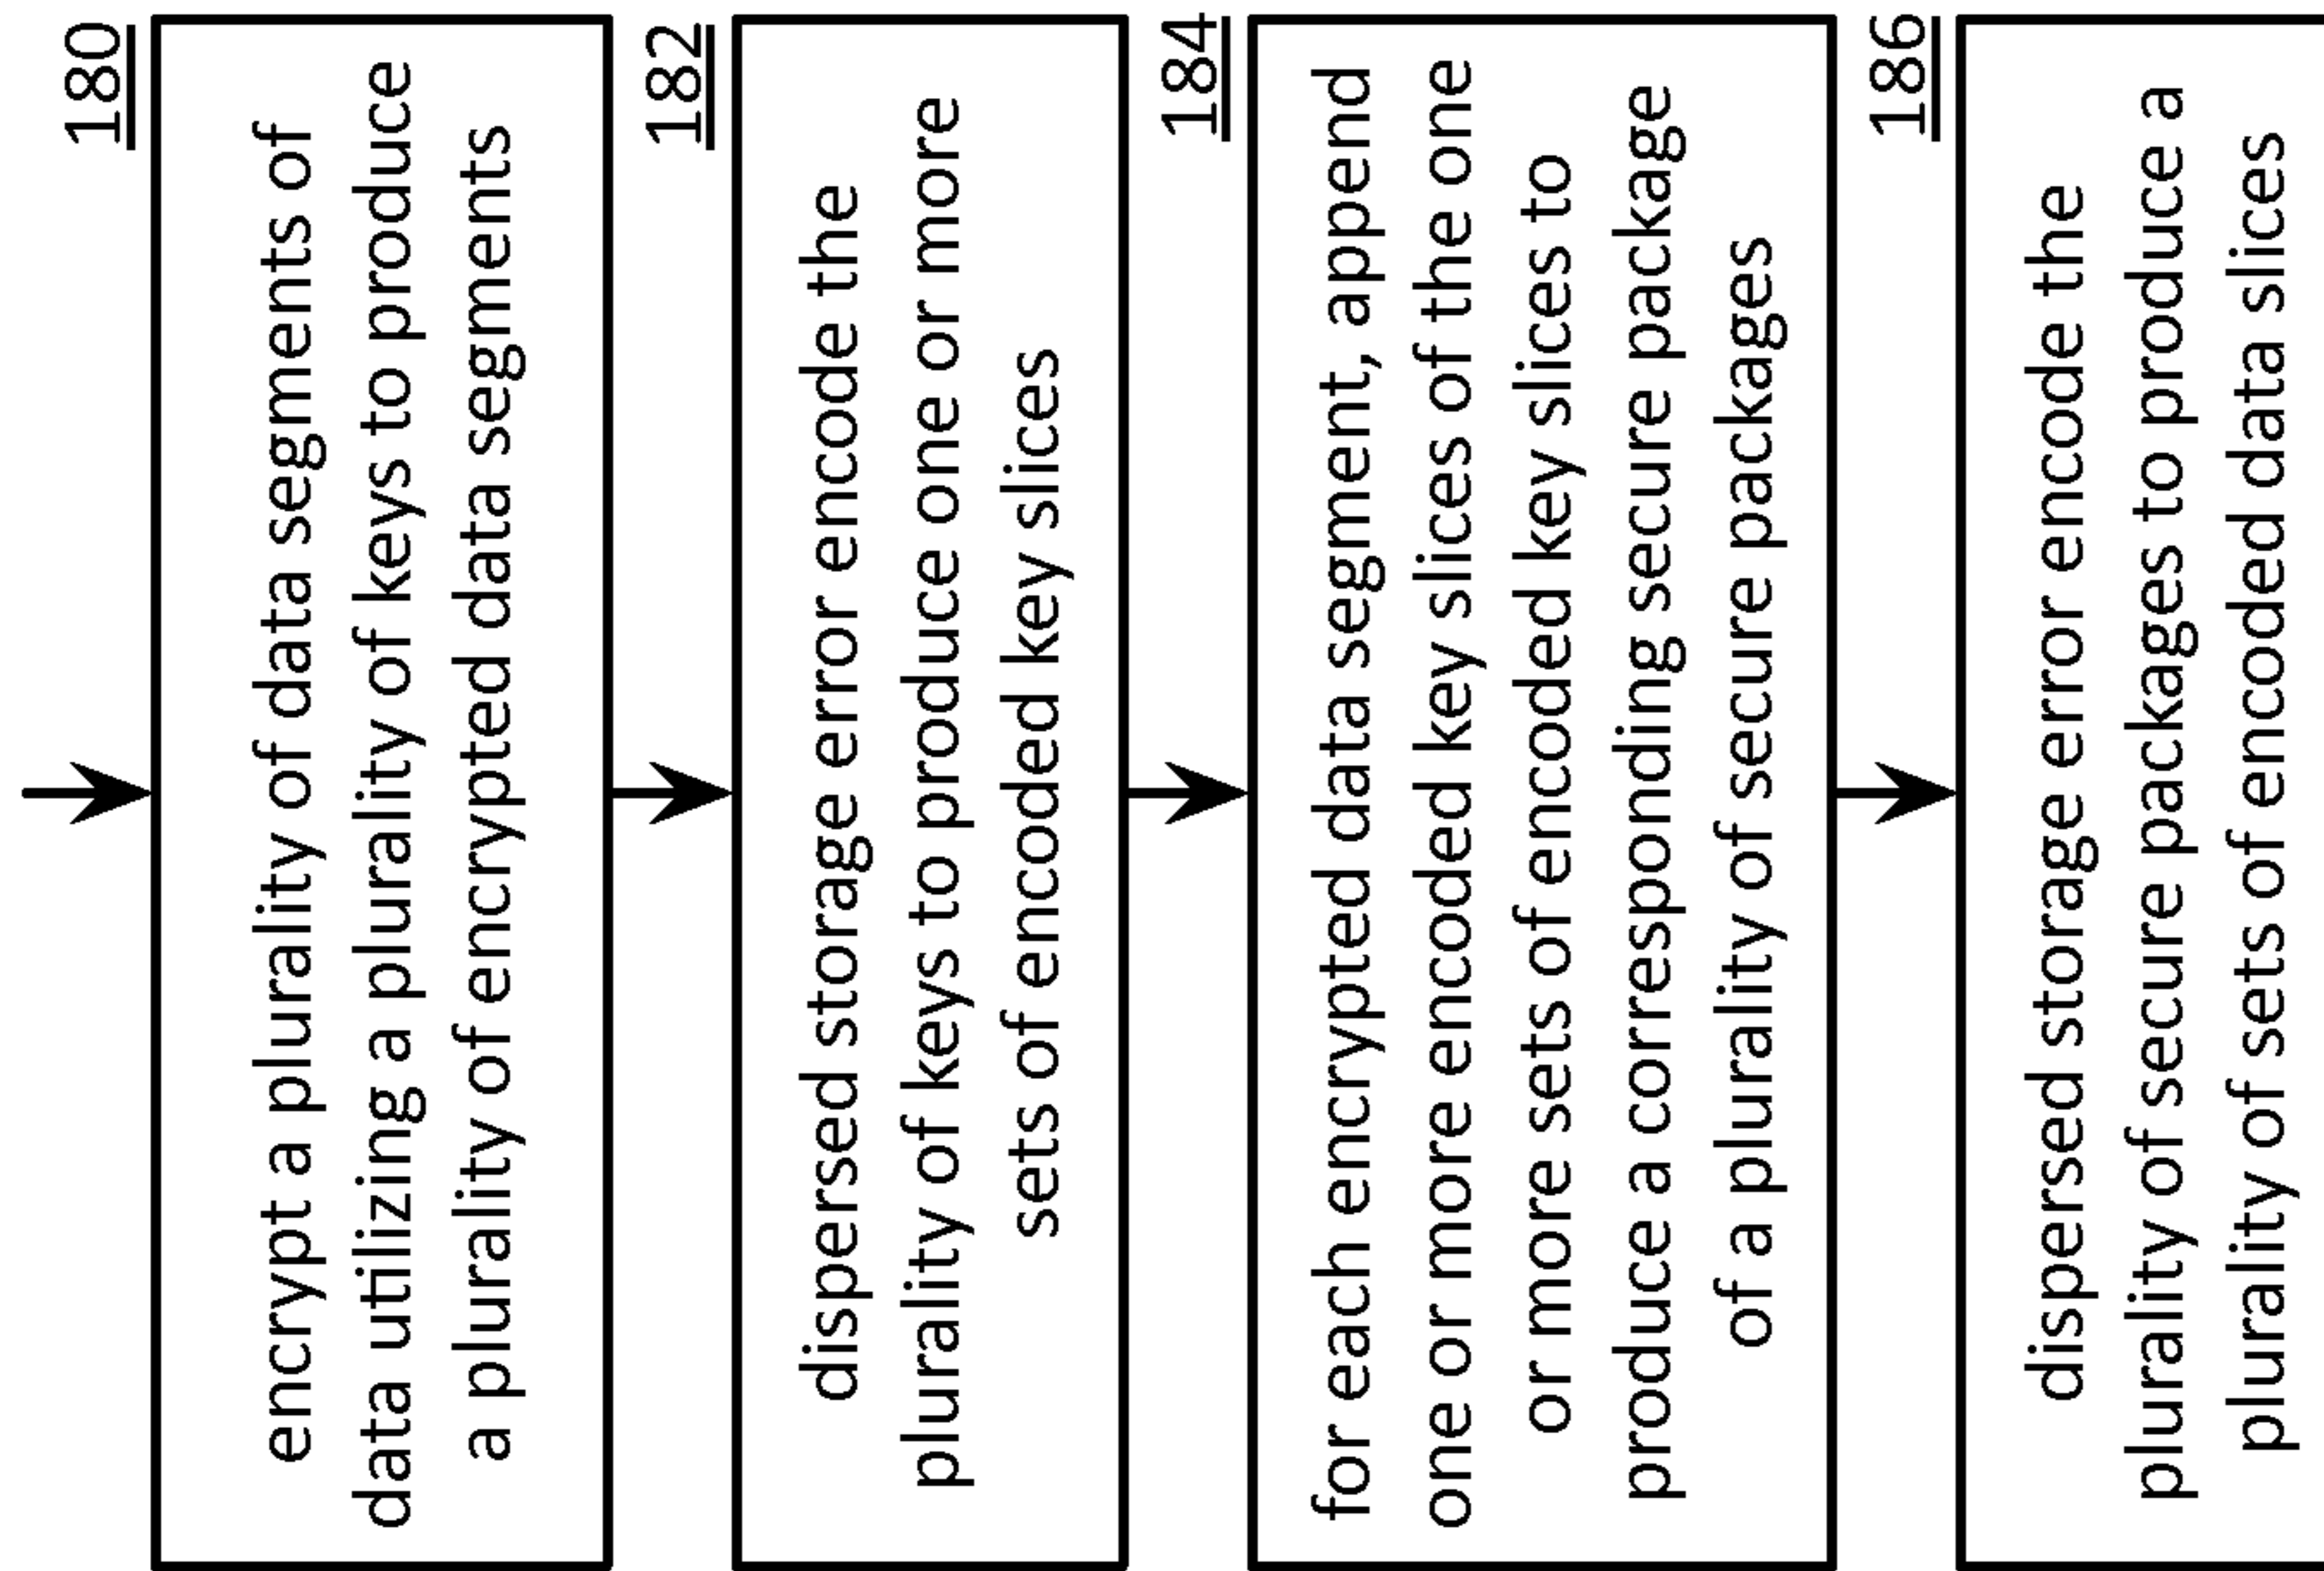 180
encrypt a plurality of data segments of
data utilizing a plurality of keys to produce
a plurality of encrypted data segments
182
dispersed storage error encode the
plurality of keys to produce one or more
sets of encoded key slices
184
for each encrypted data segment, append
one or more encoded key slices of the one
or more sets of encoded key slices to
produce a corresponding secure package
of a plurality of secure packages
186
dispersed storage error encode the
plurality of secure packages to produce a
plurality of sets of encoded data slices